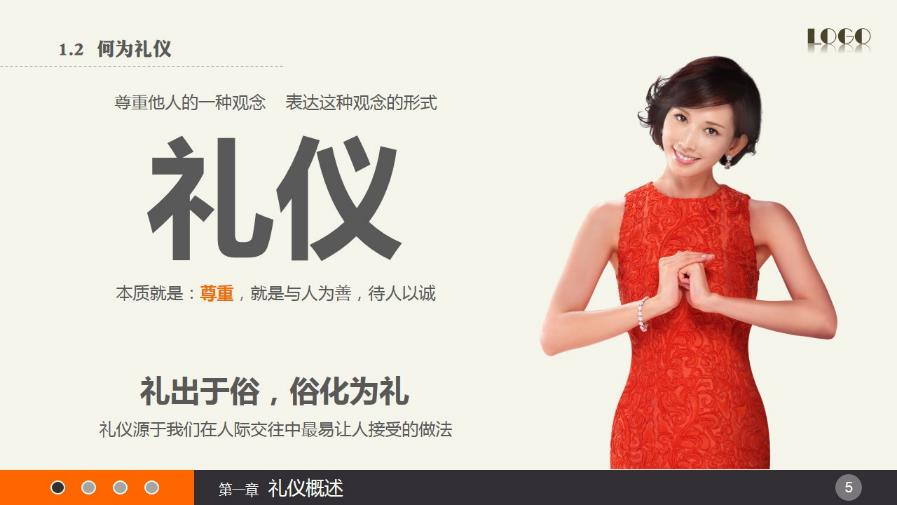 1.2 何为礼仪
LOGO
尊重他人的一种观念 表达这种观念的形式
礼仪
本质就是：尊重，就是与人为善，待人以诚
礼出于俗，俗化为礼
礼仪源于我们在人际交往中最易让人接受的做法
第一章 礼仪概述
5